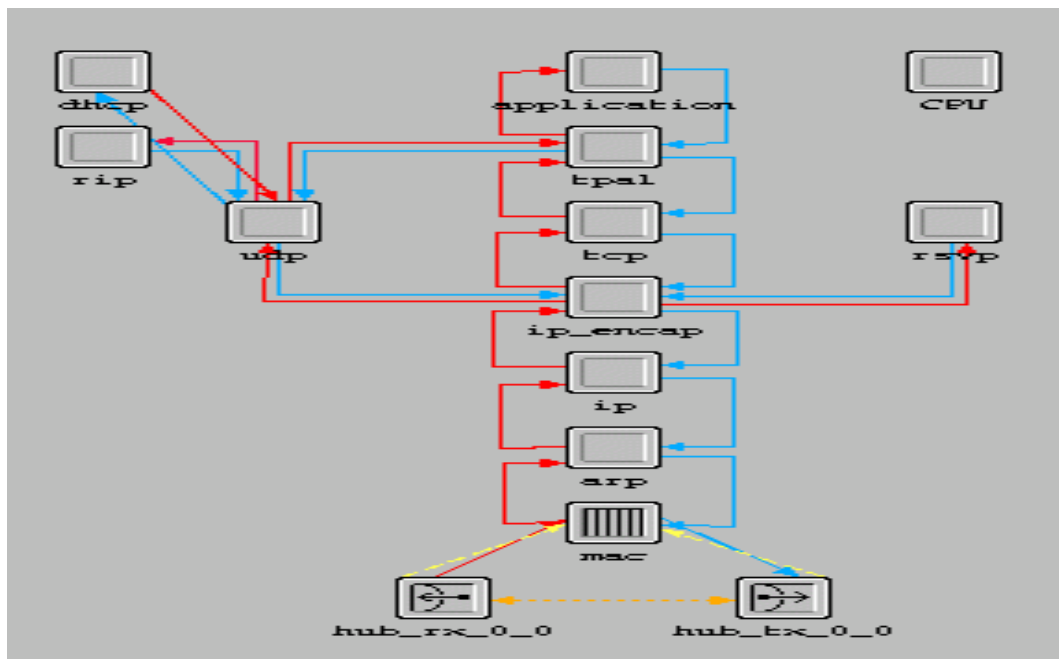 dhcp
application
CPU
rip
tpal
udp
tcp
rsvp
ip_encap
ip
arp
mac
hub_rx_0_0
hub_tx_0_0